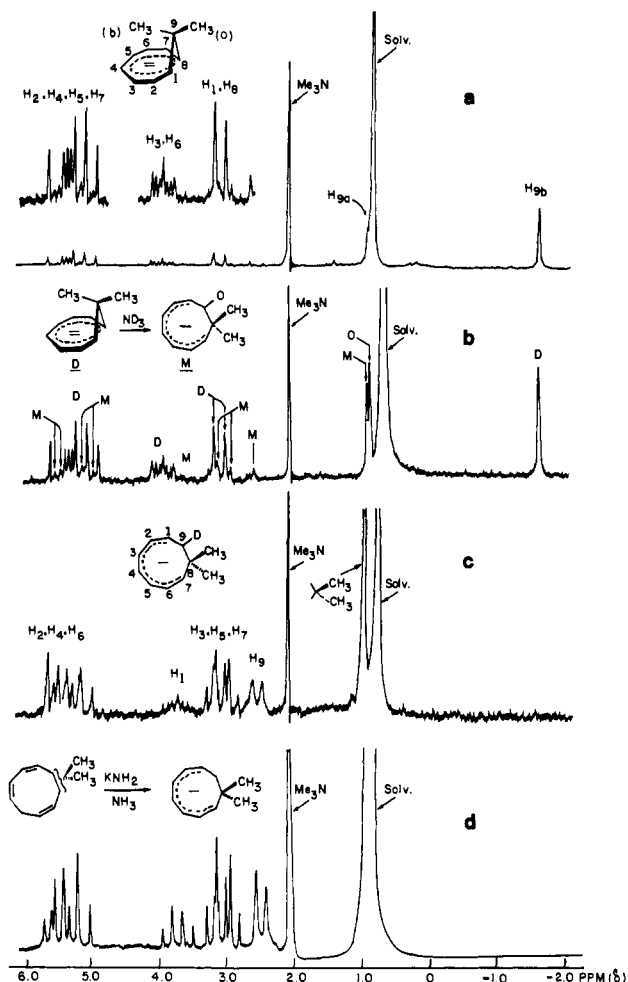 9
(b) CH₃ CH₃(o)
5 6 7
4 8
3 2 1
Solv.
a
H₂,H₄,H₅,H₇
H₁,H₈
Me₃N
H₃,H₆
H9a
H9b
CH₃ CH₃
ND₃
O
CH₃
CH₃
D
M
Me₃N
O
M
Solv.
b
D
M D M
D
M
D
M
M
1 9 D
2
3 CH₃
4 8 CH₃
5 6 7
Me₃N
CH₃
CH₃
c
Solv.
H₂,H₄,H₆
H₁
H₃,H₅,H₇
H₉
CH₃
CH₃
KNH₂
NH₃
CH₃
CH₃
Me₃N
Solv.
d
6.0 5.0 4.0 3.0 2.0 1.0 0 -1.0 -2.0 PPM(δ)